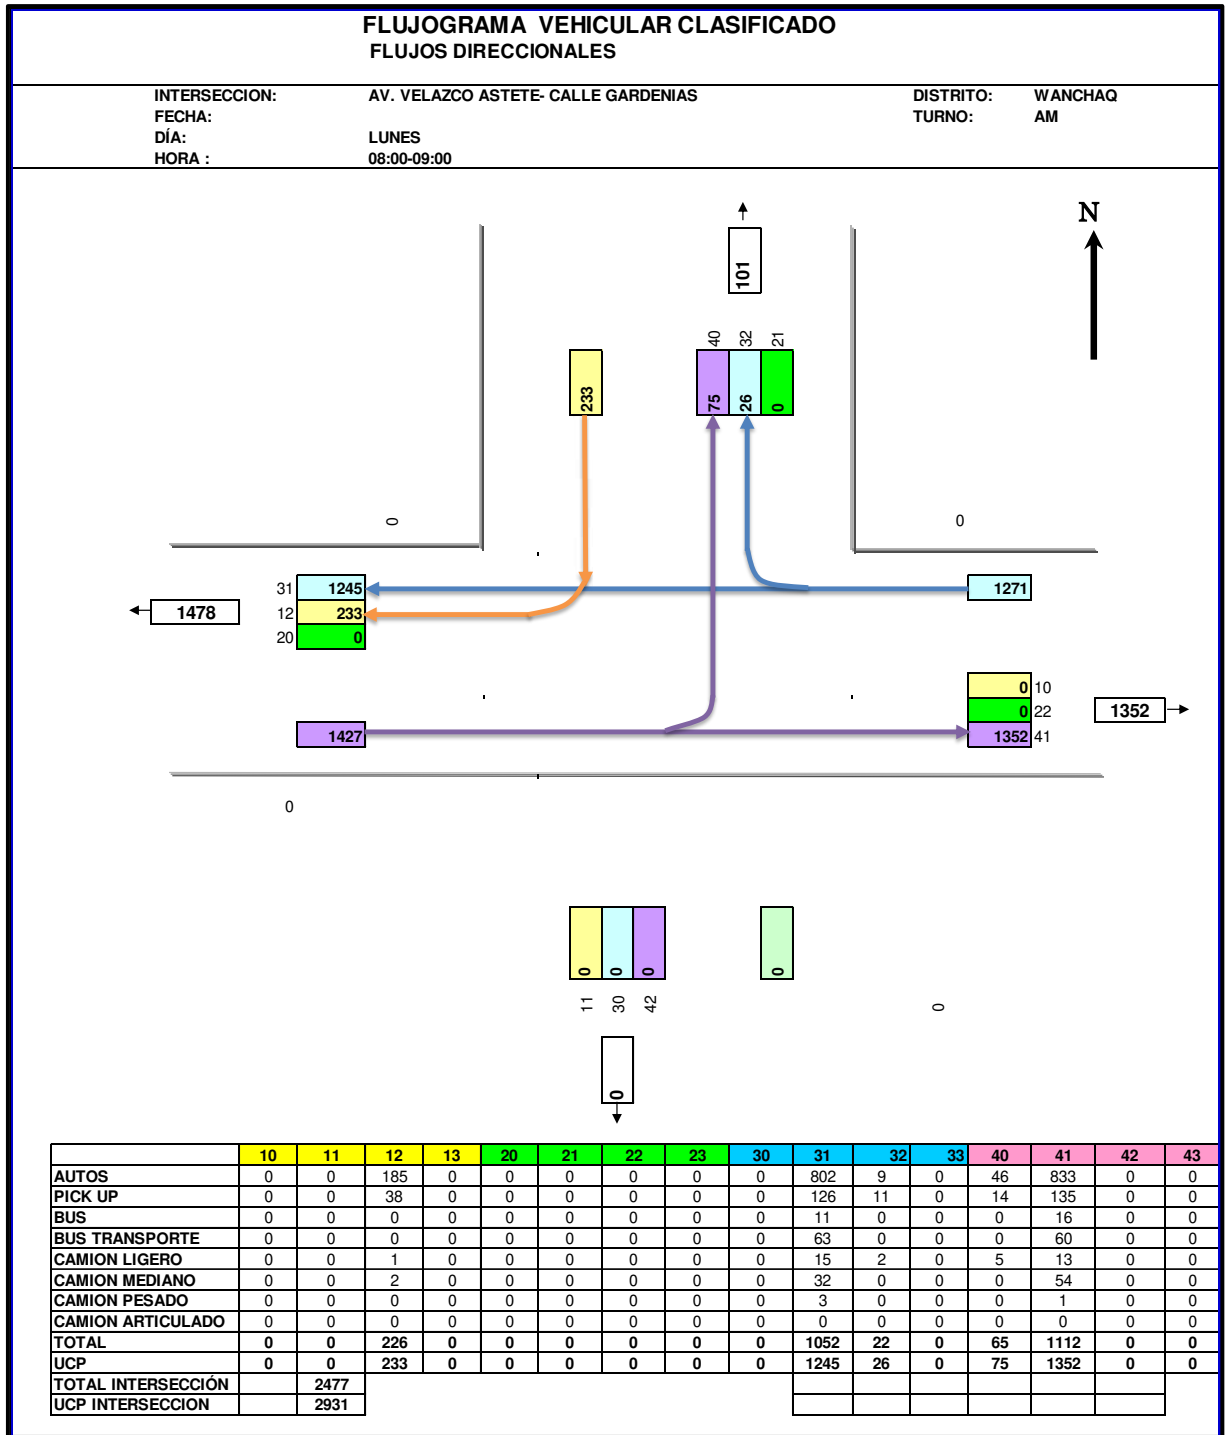 FLUJOGRAMA VEHICULAR CLASIFICADO
FLUJOS DIRECCIONALES
INTERSECCION: AV. VELAZCO ASTETE- CALLE GARDENIAS DISTRITO: WANCHAQ
FECHA: TURNO: AM
DÍA: LUNES
HORA : 08:00-09:00
N
101
40 32 21
233 75 26 0
0 0
31 1245 1271
1478 12 233
20 0
0 10
0 22 1352
1427 1352 41
0
0 0 0 0
11 30 42 0
0
10 11 12 13 20 21 22 23 30 31 32 33 40 41 42 43
AUTOS 0 0 185 0 0 0 0 0 0 802 9 0 46 833 0 0
PICK UP 0 0 38 0 0 0 0 0 0 126 11 0 14 135 0 0
BUS 0 0 0 0 0 0 0 0 0 11 0 0 0 16 0 0
BUS TRANSPORTE 0 0 0 0 0 0 0 0 0 63 0 0 0 60 0 0
CAMION LIGERO 0 0 1 0 0 0 0 0 0 15 2 0 5 13 0 0
CAMION MEDIANO 0 0 2 0 0 0 0 0 0 32 0 0 0 54 0 0
CAMION PESADO 0 0 0 0 0 0 0 0 0 3 0 0 0 1 0 0
CAMION ARTICULADO 0 0 0 0 0 0 0 0 0 0 0 0 0 0 0 0
TOTAL 0 0 226 0 0 0 0 0 0 1052 22 0 65 1112 0 0
UCP 0 0 233 0 0 0 0 0 0 1245 26 0 75 1352 0 0
TOTAL INTERSECCIÓN 2477
UCP INTERSECCION 2931